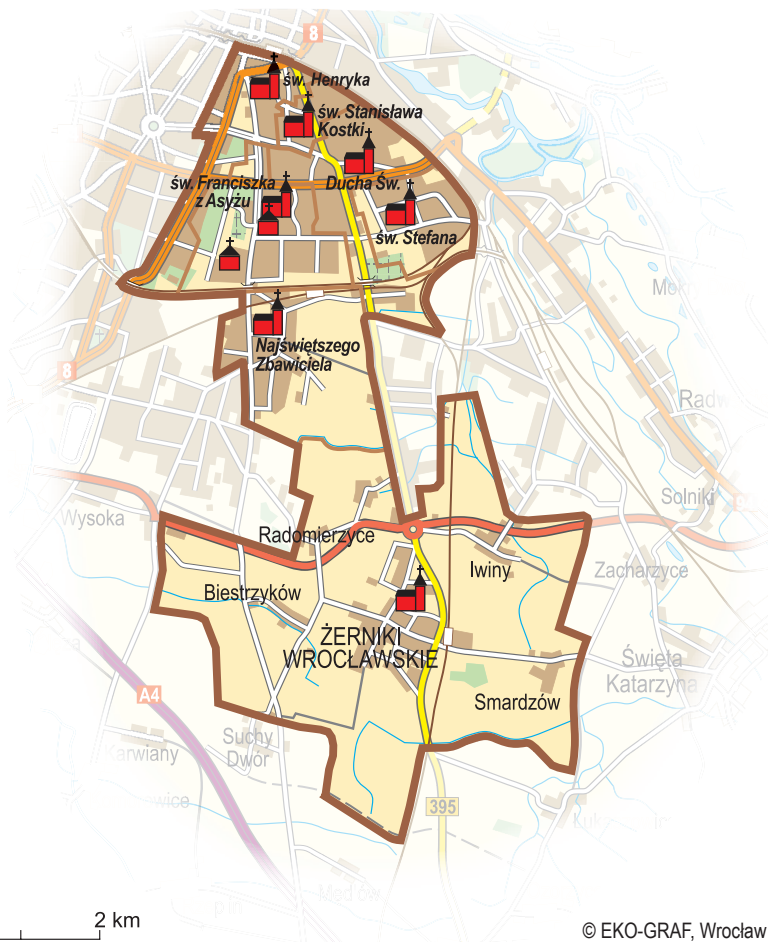 8
św. Henryka
św. Stanisława
Kostki
św. Franciszka
z Asyżu
Ducha Św.
św. Stefana
Najświętszego
Zbawiciela
8
Wysoka
Radomierzyce
Solniki
Iwiny
Zacharzyce
Biestrzyków
ŻERNIKI
WROCŁAWSKIE
Święta
Katarzyna
A4
Smardzów
Suchy
Dwór
395
2 km
© EKO-GRAF, Wrocław